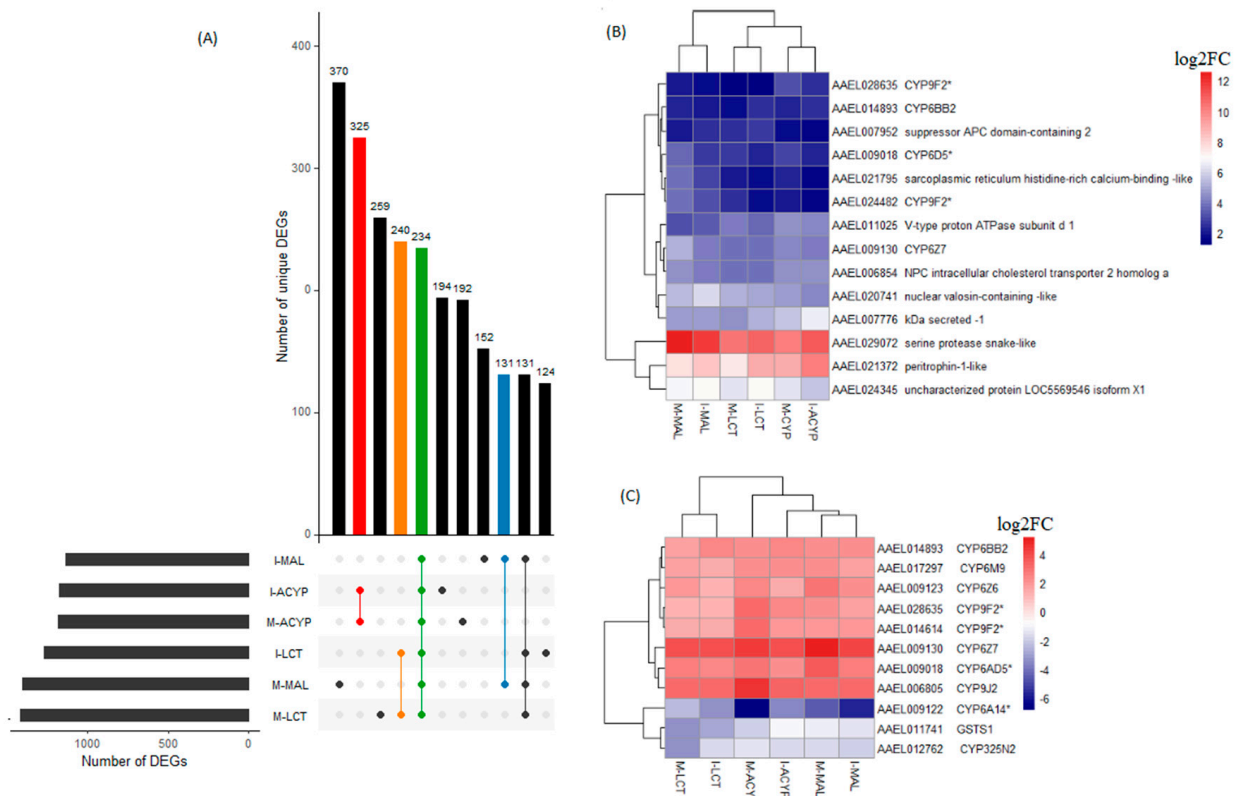 (A)
400
300
0
100
0
Number of unique DEGs
370
325
259
240
234
194
192
152
131
131
124
I-MAL
I-ACYP
M-ACYP
I-LCT
M-MAL
M-LCT
1000
500
0
Number of DEGs
(B)
AAEL028635 CYP9F2*
AAEL014893 CYP6BB2
AAEL007952 suppressor APC domain-containing 2
AAEL009018 CYP6D5*
AAEL021795 sarcoplasmic reticulum histidine-rich calcium-binding -like
AAEL024482 CYP9F2*
AAEL011025 V-type proton ATPase subunit d 1
AAEL009130 CYP6Z7
AAEL006854 NPC intracellular cholesterol transporter 2 homolog a
AAEL020741 nuclear valosin-containing -like
AAEL007776 kDa secreted -1
AAEL029072 serine protease snake-like
AAEL021372 peritrophin-1-like
AAEL024345 uncharacterized protein LOC5569546 isoform X1
M-MAL
I-MAL
M-LCT
I-LCT
M-CYP
I-ACYP
log2FC
12
10
8
6
4
2
(C)
AAEL014893 CYP6BB2
AAEL017297 CYP6M9
AAEL009123 CYP6Z6
AAEL028635 CYP9F2*
AAEL014614 CYP9F2*
AAEL009130 CYP6Z7
AAEL009018 CYP6AD5*
AAEL006805 CYP9J2
AAEL009122 CYP6A14*
AAEL011741 GSTS1
AAEL012762 CYP325N2
M-LCT
I-LCT
M-ACYP
I-ACYP
M-MAL
I-MAL
log2FC
4
2
0
-2
-4
-6